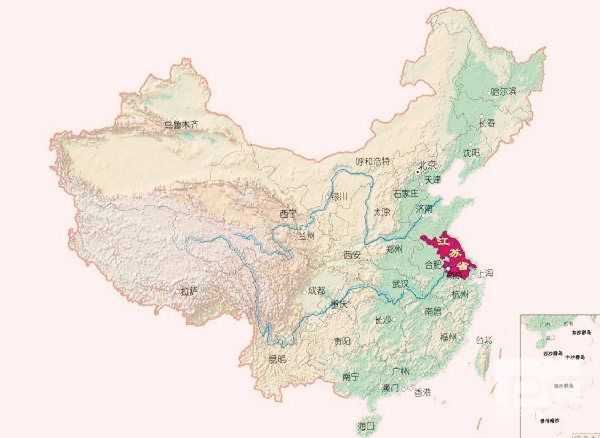 哈尔滨
长春
乌鲁木齐
沈阳
呼和浩特
北京
天津
银川
石家庄
太原
济南
西宁
兰州
江苏省
郑州
西安
合肥
上海
拉萨
成都
武汉
杭州
重庆
南昌
长沙
贵阳
福州
台北
昆明
广州
南宁
澳门
香港
海口
东沙群岛
西沙群岛
中沙群岛
南沙群岛
曾母暗沙